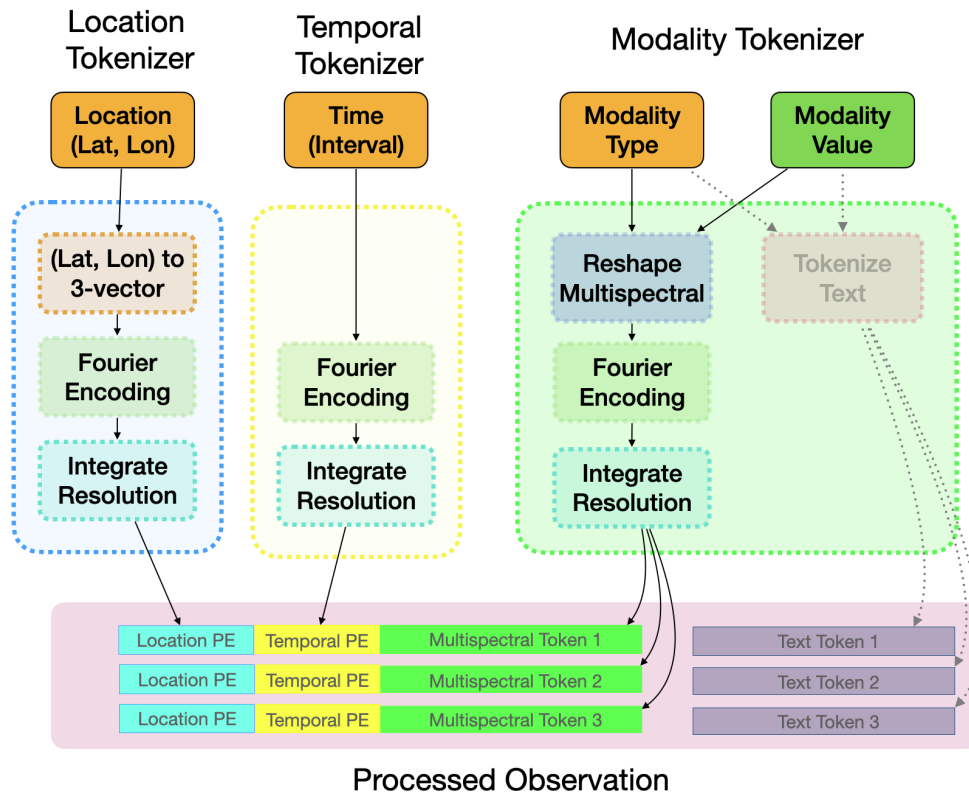 Location
Tokenizer
Temporal
Tokenizer
Modality Tokenizer
Location
(Lat, Lon)
Time
(Interval)
Modality
Type
Modality
Value
(Lat, Lon) to
3-vector
Reshape
Multispectral
Tokenize
Text
Fourier
Encoding
Fourier
Encoding
Fourier
Encoding
Integrate
Resolution
Integrate
Resolution
Integrate
Resolution
Location PE
Temporal PE
Multispectral Token 1
Text Token 1
Location PE
Temporal PE
Multispectral Token 2
Text Token 2
Location PE
Temporal PE
Multispectral Token 3
Text Token 3
Processed Observation